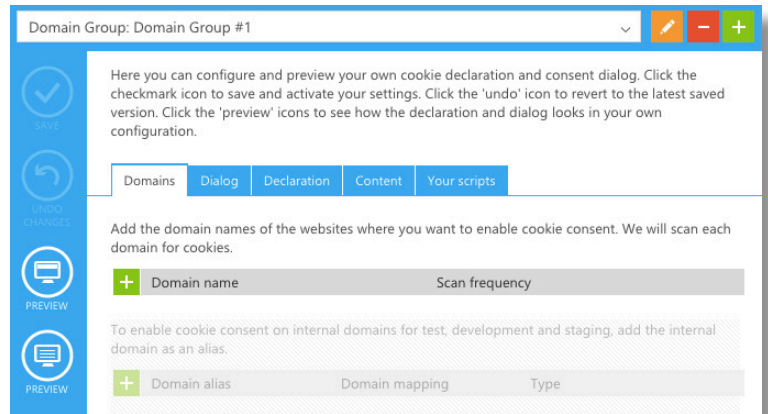 Domain Group: Domain Group #1
Here you can configure and preview your own cookie declaration and consent dialog. Click the
checkmark icon to save and activate your settings. Click the 'undo' icon to revert to the latest saved
version. Click the 'preview' icons to see how the declaration and dialog looks in your own
configuration.
SAVE
Domains Dialog Declaration Content Your scripts
UNDO
CHANGES
Add the domain names of the websites where you want to enable cookie consent. We will scan each
domain for cookies.
Domain name Scan frequency
PREVIEW
To enable cookie consent on internal domains for test, development and staging, add the internal
domain as an alias.
Domain alias Domain mapping Type
PREVIEW